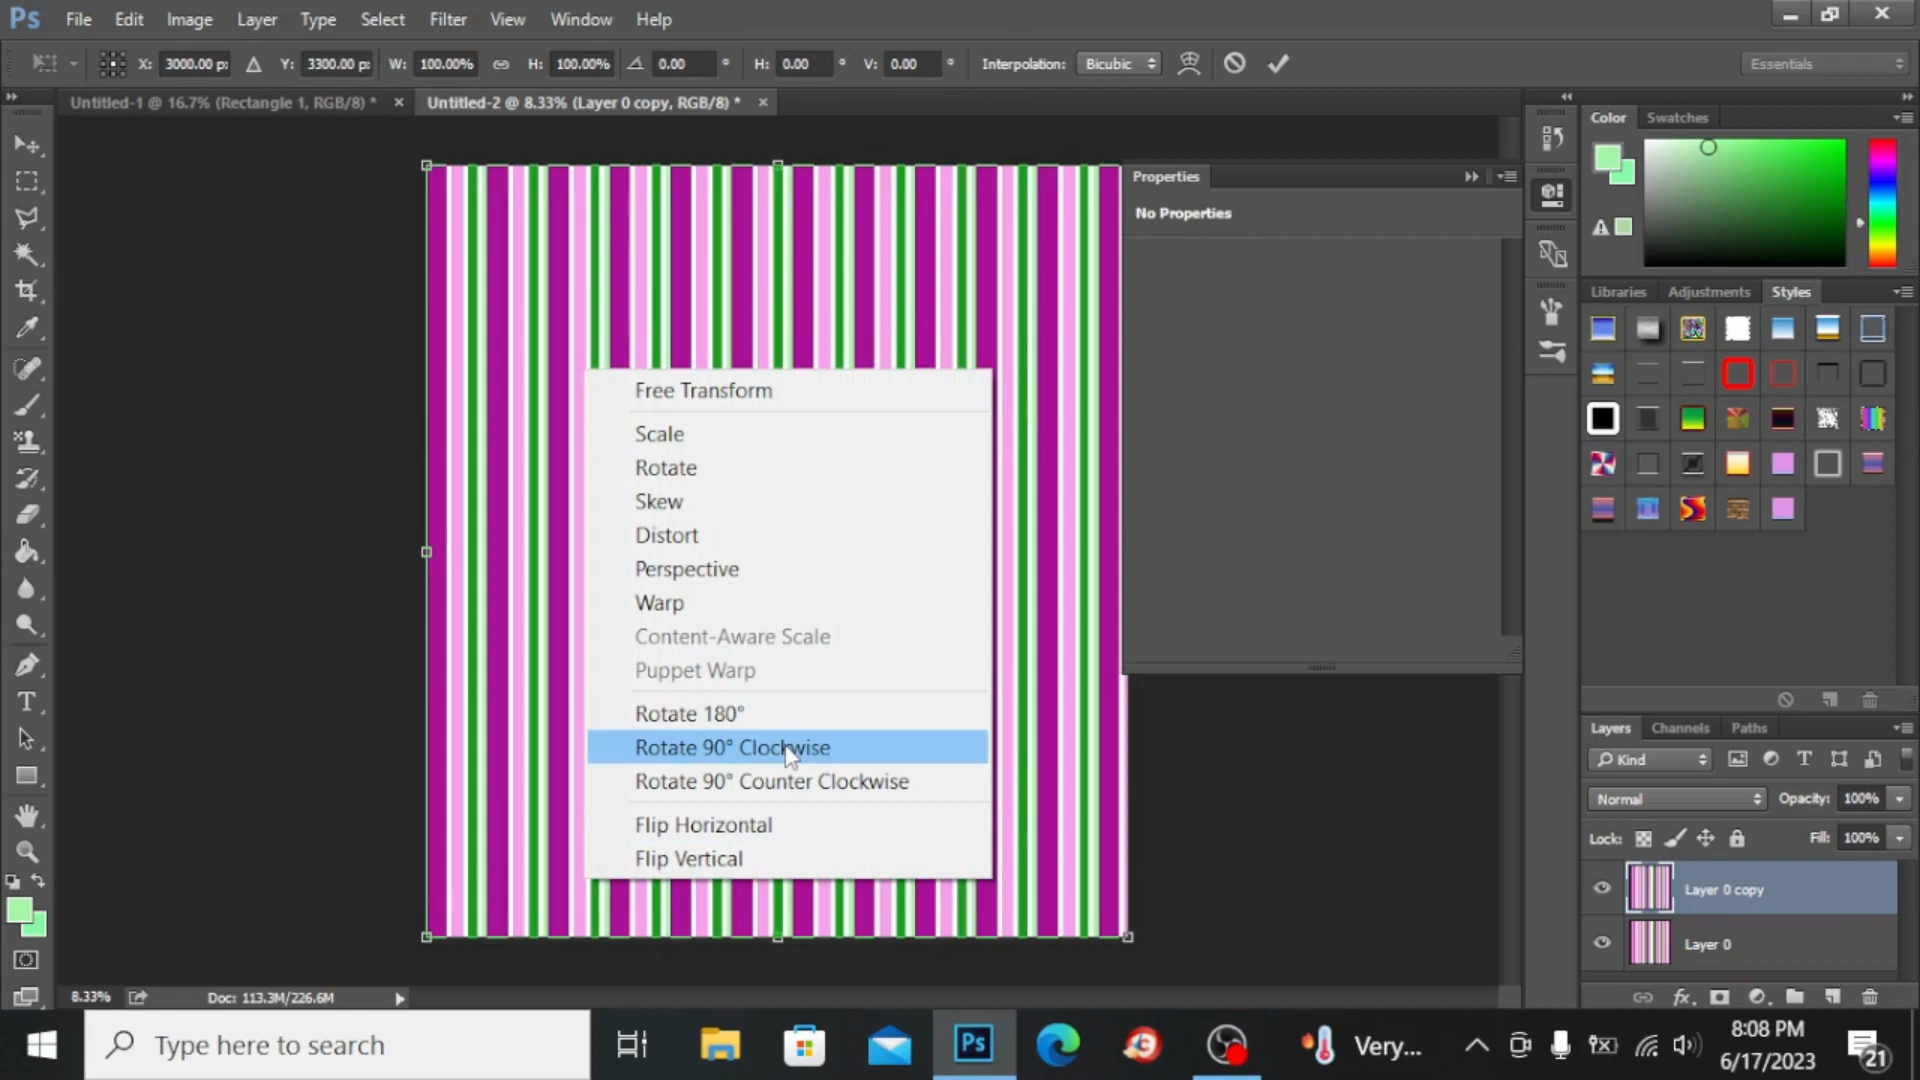 Ps File Edit Image Layer Type Select Filter View Window Help
X: 3000.00 px Y: 3300.00 px W: 100.00% H: 100.00% 0.00 ° H: 0.00 ° V: 0.00 ° Interpolation: Bicubic Essentials
Untitled-1 @ 16.7% (Rectangle 1, RGB/8) * × Untitled-2 @ 8.33% (Layer 0 copy, RGB/8) * ×
Color Swatches
Properties
No Properties
Libraries Adjustments Styles
Free Transform
Scale
Rotate
Skew
Distort
Perspective
Warp
Content-Aware Scale
Puppet Warp
Rotate 180°
Rotate 90° Clockwise
Rotate 90° Counter Clockwise
Flip Horizontal
Flip Vertical
Layers Channels Paths
Kind
Normal Opacity: 100%
Lock: Fill: 100%
Layer 0 copy
Layer 0
fx
8.33% Doc: 113.3M/226.6M
Type here to search
Ps
Very...
8:08 PM
6/17/2023
21